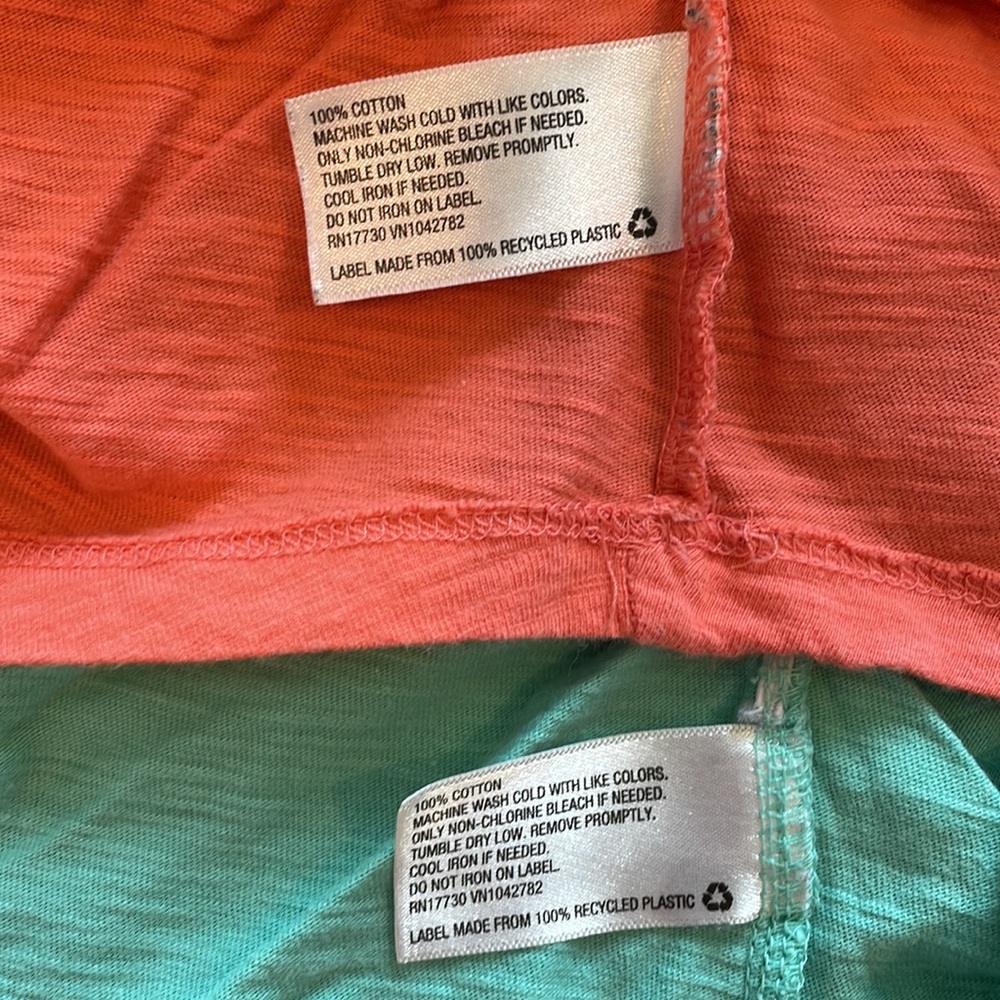 100% COTTON
MACHINE WASH COLD WITH LIKE COLORS.
ONLY NON-CHLORINE BLEACH IF NEEDED.
TUMBLE DRY LOW. REMOVE PROMPTLY.
COOL IRON IF NEEDED.
DO NOT IRON ON LABEL.
RN17730 VN1042782
LABEL MADE FROM 100% RECYCLED PLASTIC
100% COTTON
MACHINE WASH COLD WITH LIKE COLORS.
ONLY NON-CHLORINE BLEACH IF NEEDED.
TUMBLE DRY LOW. REMOVE PROMPTLY.
COOL IRON IF NEEDED.
DO NOT IRON ON LABEL.
RN17730 VN1042782
LABEL MADE FROM 100% RECYCLED PLASTIC